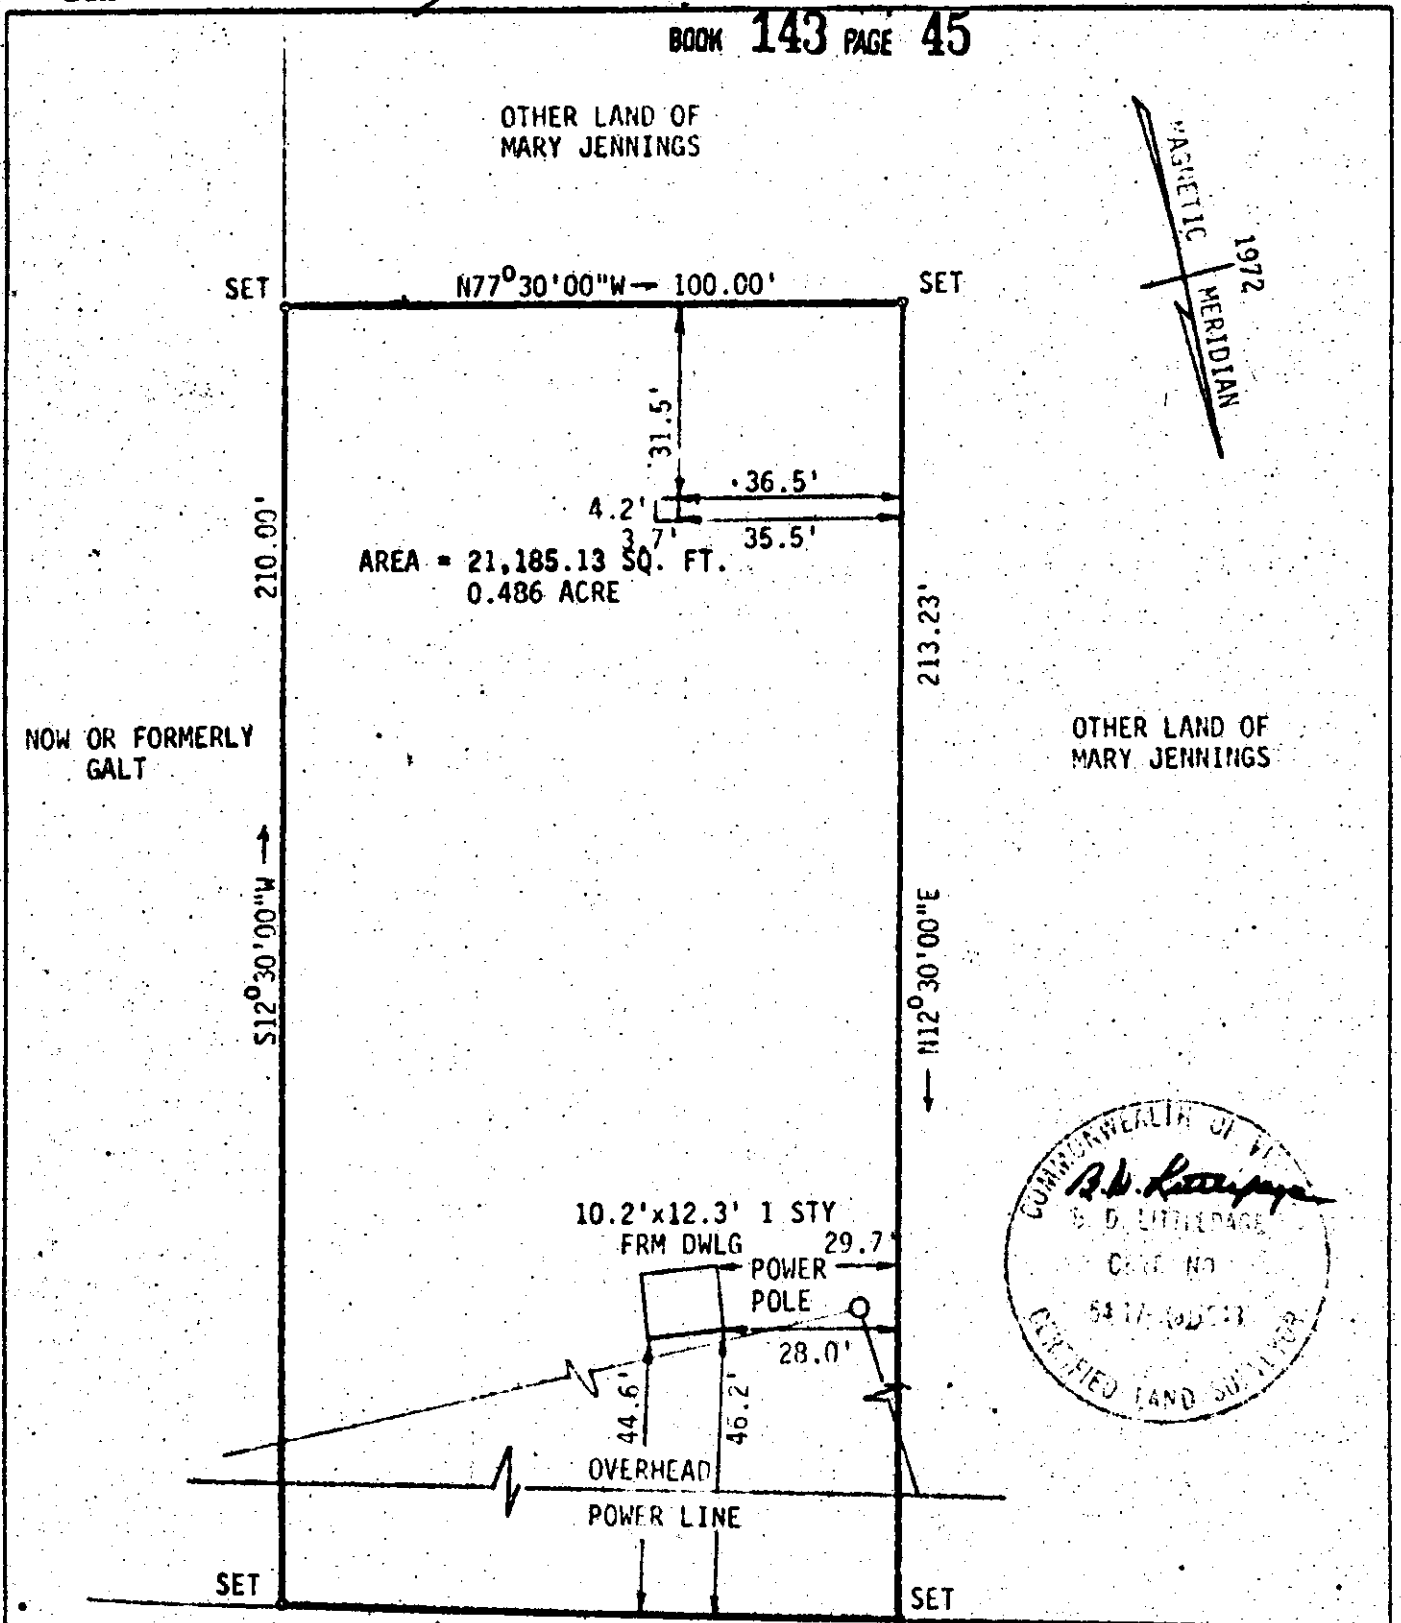 BOOK 143 PAGE 45
OTHER LAND OF
MARY JENNINGS
MAGNETIC MERIDIAN
1972
SET
N77°30'00"W 100.00'
SET
31.5'
36.5'
4.2'
3.7'
35.5'
AREA = 21,185.13 SQ. FT.
0.486 ACRE
210.00'
213.23'
NOW OR FORMERLY
GALT
OTHER LAND OF
MARY JENNINGS
S12°30'00"W
N12°30'00"E
COMMONWEALTH OF
B. D. LITTLEPAGE
CERTIFIED LAND SURVEYOR
10.2'x12.3' 1 STY
FRM DWLG
29.7'
POWER
POLE
28.0'
44.6'
46.2'
OVERHEAD
POWER LINE
SET
SET